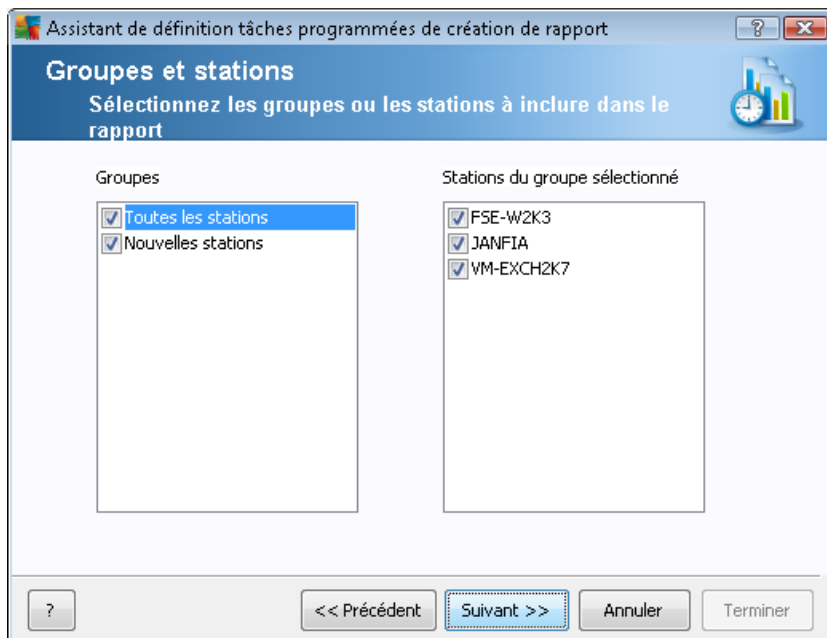 Assistant de définition tâches programmées de création de rapport
?
Groupes et stations
Sélectionnez les groupes ou les stations à inclure dans le
rapport
Groupes
Stations du groupe sélectionné
Toutes les stations
Nouvelles stations
FSE-W2K3
JANFIA
VM-EXCH2K7
?
<< Précédent
Suivant >>
Annuler
Terminer